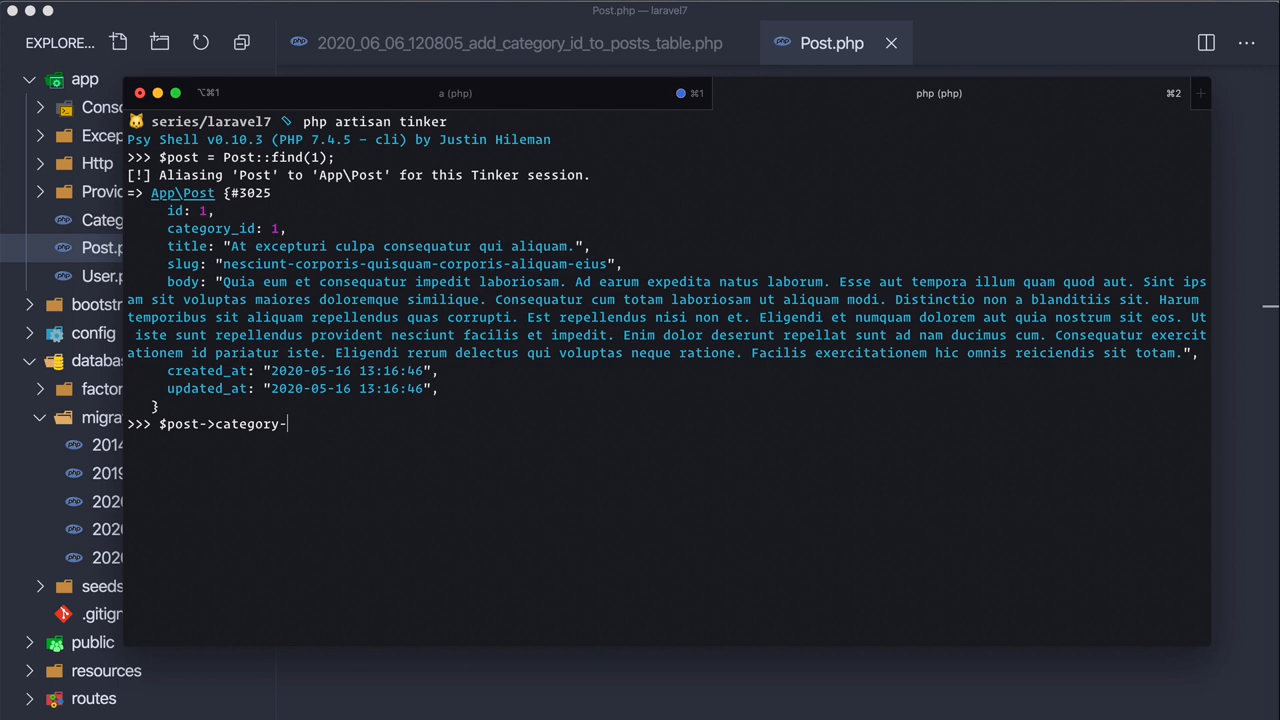 Post.php — laravel7
EXPLORE...
2020_06_06_120805_add_category_id_to_posts_table.php
Post.php
app
Conso
Excep
Http
Provid
Categ
Post.p
User.p
bootstr
config
databas
factor
migra
2014
2019
2020
2020
2020
seeds
.gitign
public
resources
routes
⌥⌘1
a (php)
⌘1
php (php)
⌘2
series/laravel7 php artisan tinker
Psy Shell v0.10.3 (PHP 7.4.5 — cli) by Justin Hileman
>>> $post = Post::find(1);
[!] Aliasing 'Post' to 'App\Post' for this Tinker session.
=> App\Post {#3025
id: 1,
category_id: 1,
title: "At excepturi culpa consequatur qui aliquam.",
slug: "nesciunt-corporis-quisquam-corporis-aliquam-eius",
body: "Quia eum et consequatur impedit laboriosam. Ad earum expedita natus laborum. Esse aut tempora illum quam quod aut. Sint ips
am sit voluptas maiores doloremque similique. Consequatur cum totam laboriosam ut aliquam modi. Distinctio non a blanditiis sit. Harum
temporibus sit aliquam repellendus quas corrupti. Est repellendus nisi non et. Eligendi et numquam dolorem aut quia nostrum sit eos. Ut
iste sunt repellendus provident nesciunt facilis et impedit. Enim dolor deserunt repellat sunt ad nam ducimus cum. Consequatur exercit
ationem id pariatur iste. Eligendi rerum delectus qui voluptas neque ratione. Facilis exercitationem hic omnis reiciendis sit totam.",
created_at: "2020-05-16 13:16:46",
updated_at: "2020-05-16 13:16:46",
}
>>> $post->category-